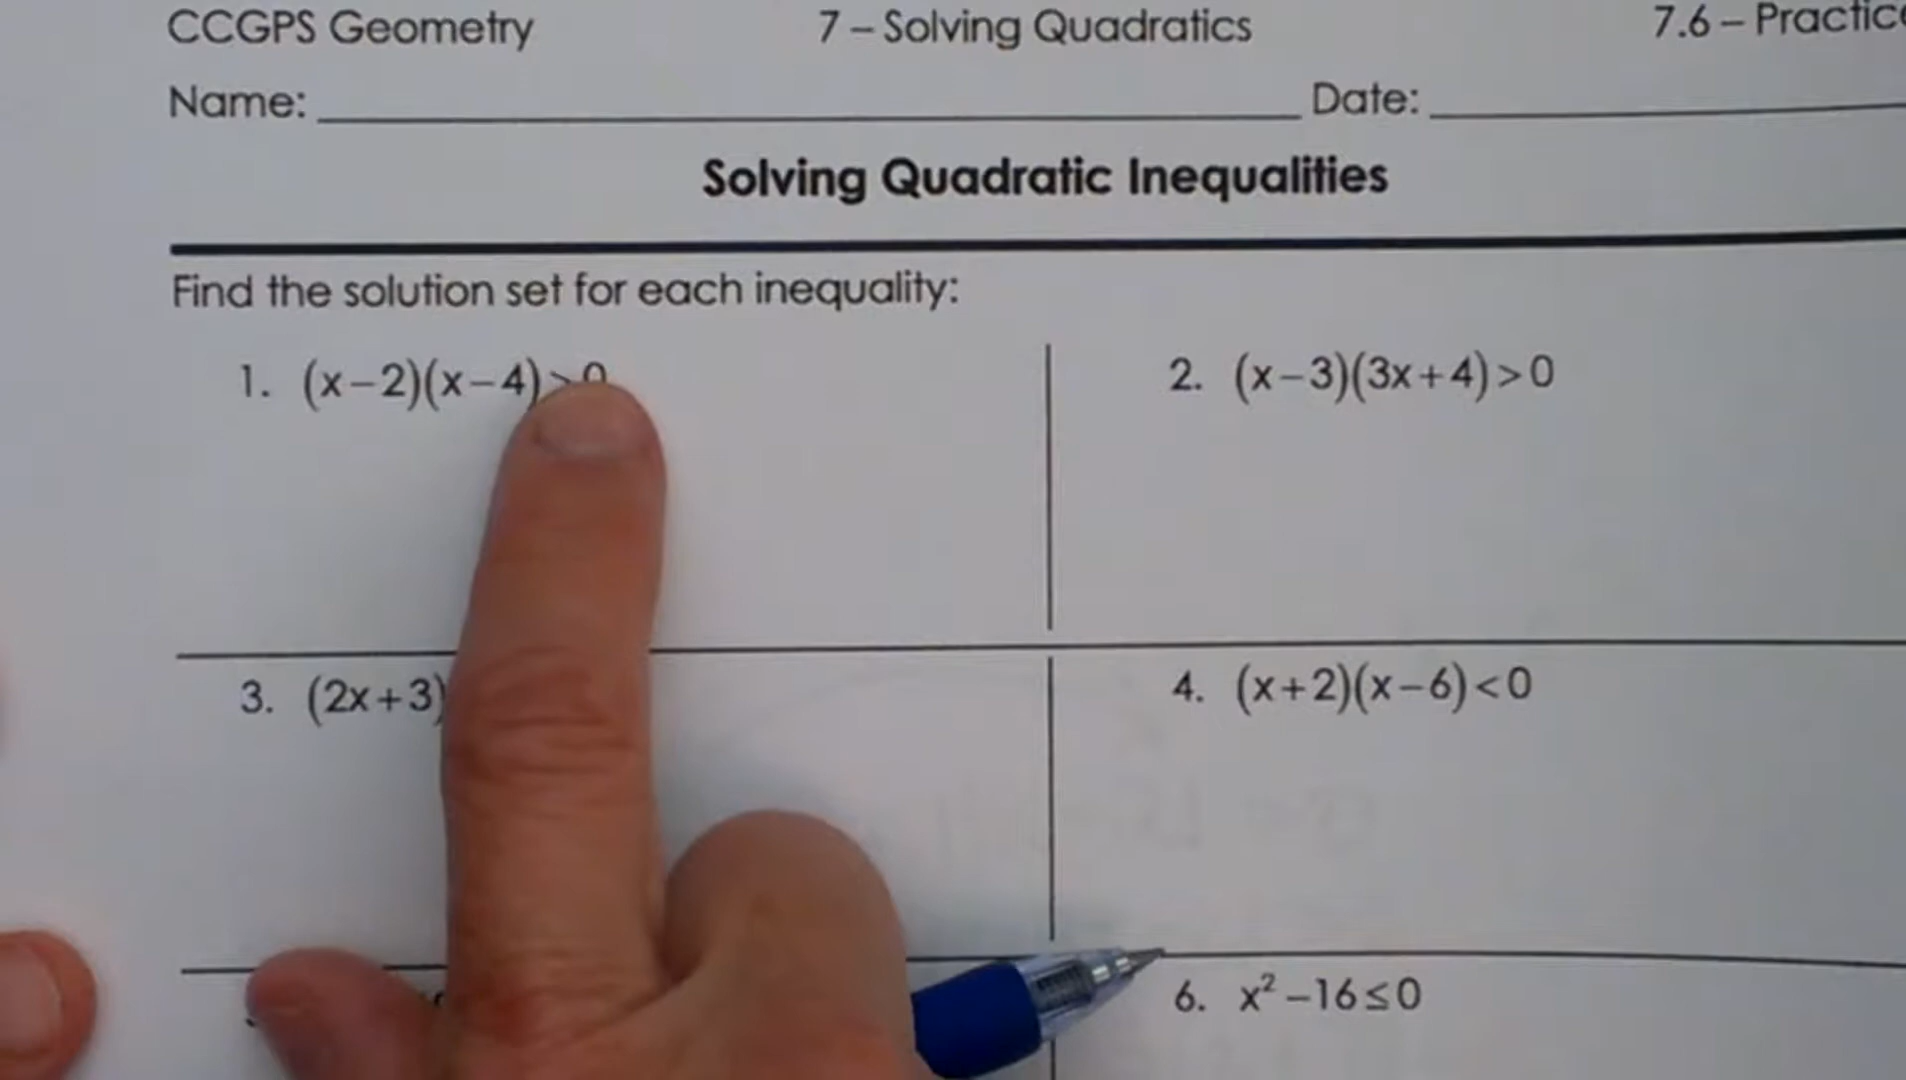 CCGPS Geometry 7 – Solving Quadratics 7.6 – Practic
Name: Date:
Solving Quadratic Inequalities
Find the solution set for each inequality:
1. (x–2)(x–4)>0 2. (x–3)(3x+4)>0
3. (2x+3) 4. (x+2)(x–6)<0
6. x²–16≤0